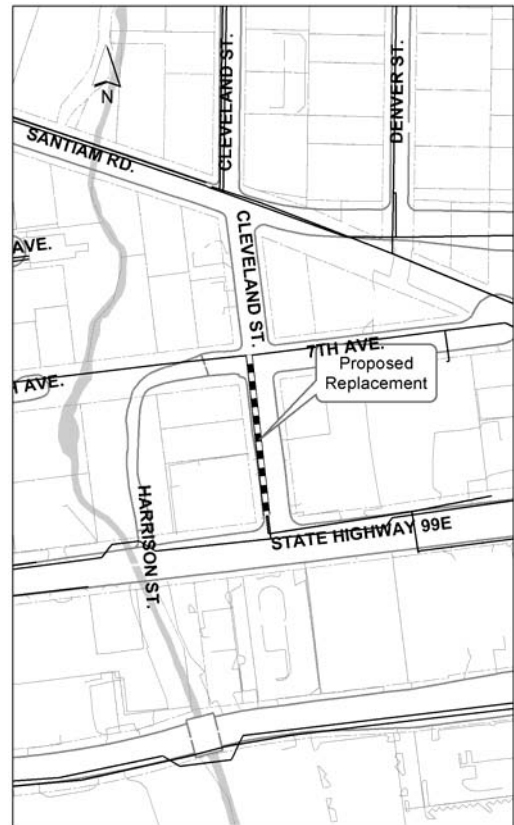 CLEVELAND ST.
DENVER ST.
N
SANTIAM RD.
CLEVELAND ST.
AVE.
7TH AVE.
Proposed
Replacement
AVE.
HARRISON ST.
STATE HIGHWAY 99E